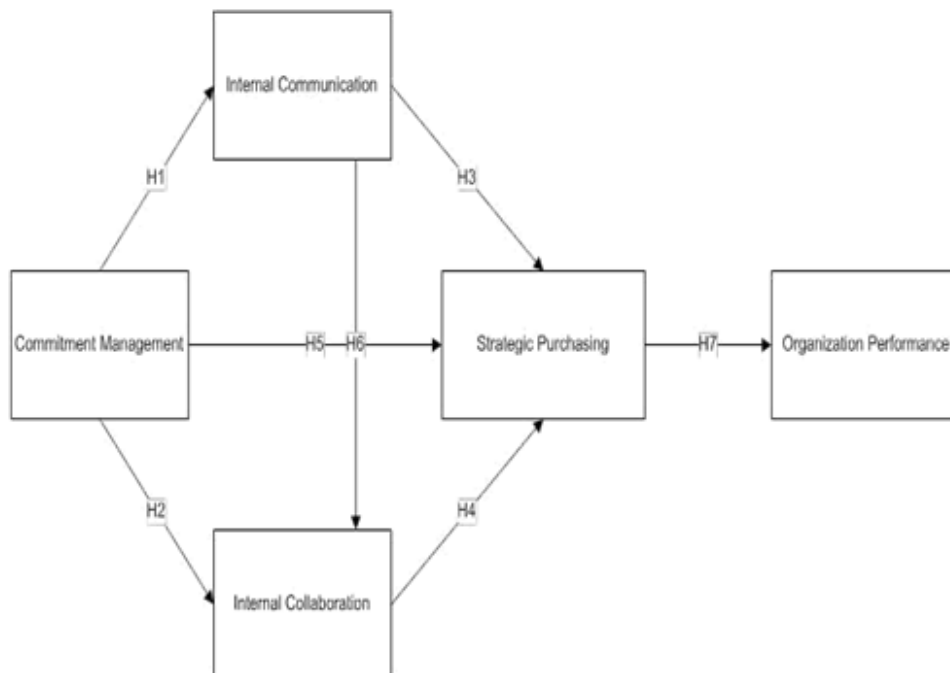 Internal Communication
H1
H3
Commitment Management
H5
H6
Strategic Purchasing
H7
Organization Performance
H2
H4
Internal Collaboration